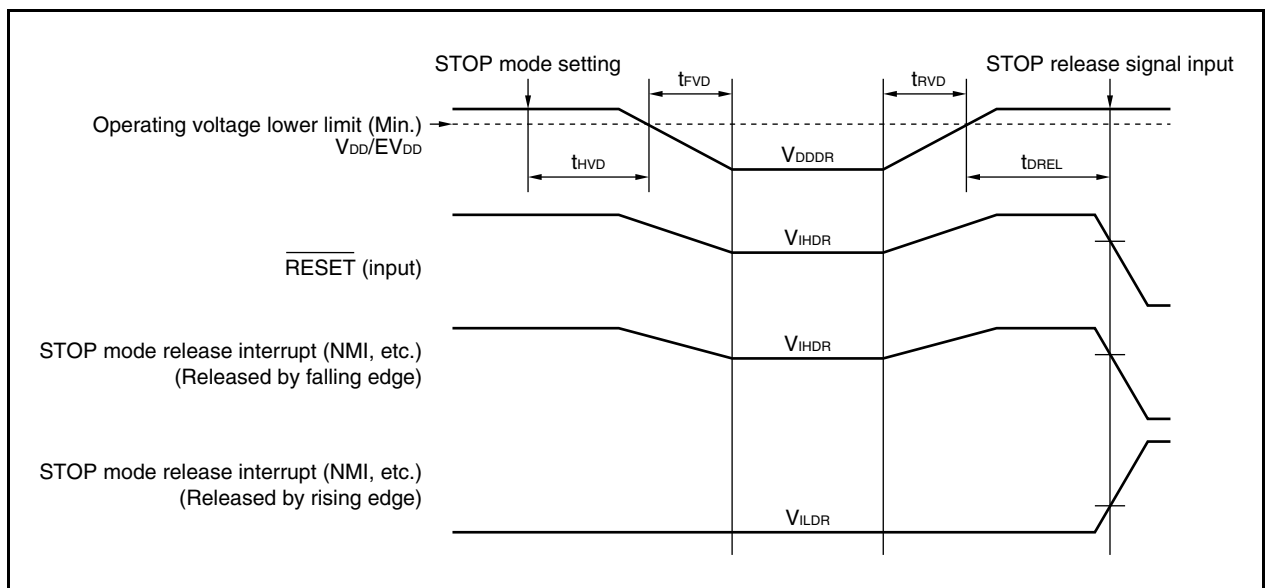 STOP mode setting
STOP release signal input
tFVD
tRVD
Operating voltage lower limit (Min.)
VDD/EVDD
VDDDR
tHVD
tDREL
VIHDR
RESET (input)
STOP mode release interrupt (NMI, etc.)
(Released by falling edge)
VIHDR
STOP mode release interrupt (NMI, etc.)
(Released by rising edge)
VILDR